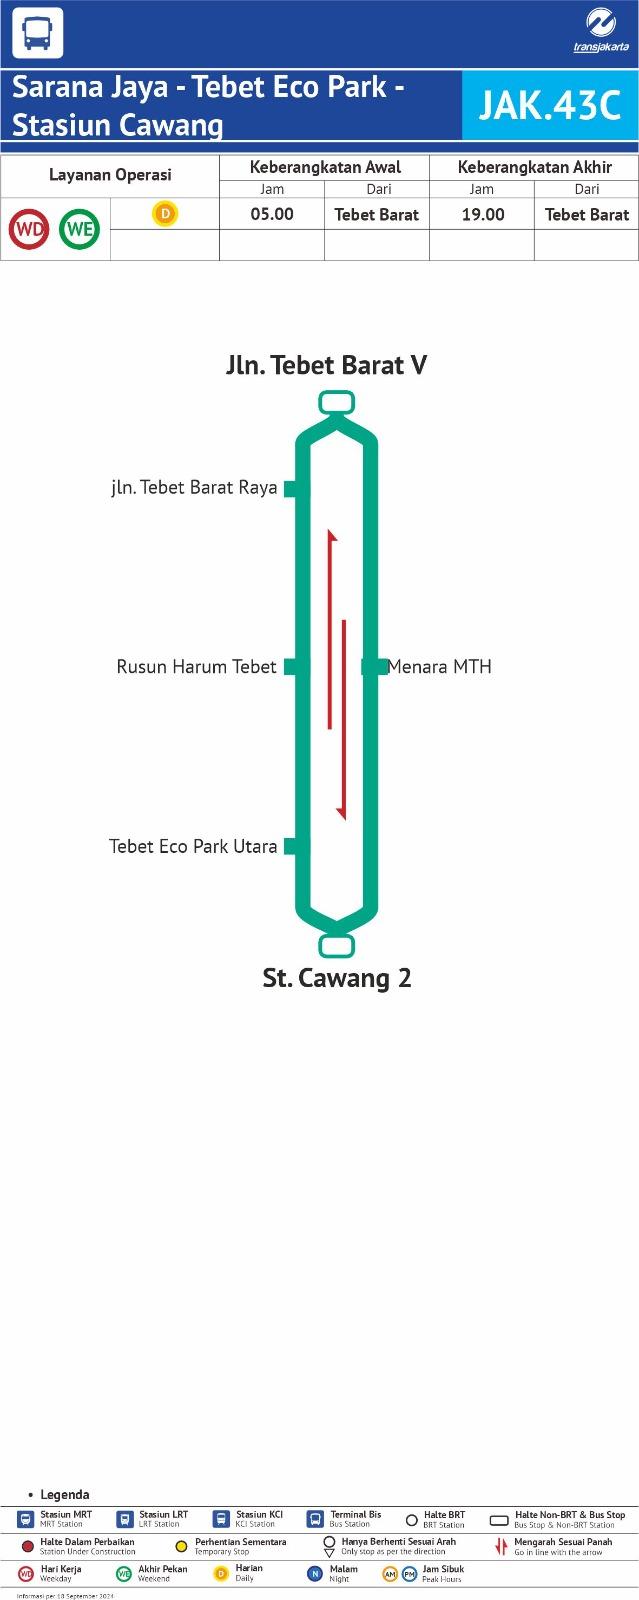 transjakarta
Sarana Jaya - Tebet Eco Park -
Stasiun Cawang
JAK.43C
Layanan Operasi
Keberangkatan Awal
Keberangkatan Akhir
Jam
Dari
Jam
Dari
WD
WE
D
05.00
Tebet Barat
19.00
Tebet Barat
Jln. Tebet Barat V
jln. Tebet Barat Raya
Rusun Harum Tebet
Menara MTH
Tebet Eco Park Utara
St. Cawang 2
• Legenda
Stasiun MRT
MRT Station
Stasiun LRT
LRT Station
Stasiun KCI
KCI Station
Terminal Bis
Bus Station
Halte BRT
BRT Station
Halte Non-BRT & Bus Stop
Bus Stop & Non-BRT Station
Halte Dalam Perbaikan
Station Under Construction
Perhentian Sementara
Temporary Stop
Hanya Berhenti Sesuai Arah
Only stop as per the direction
Mengarah Sesuai Panah
Go in line with the arrow
WD
Hari Kerja
Weekday
WE
Akhir Pekan
Weekend
D
Harian
Daily
N
Malam
Night
AM
PM
Jam Sibuk
Peak Hours
Informasi per 18 September 2024